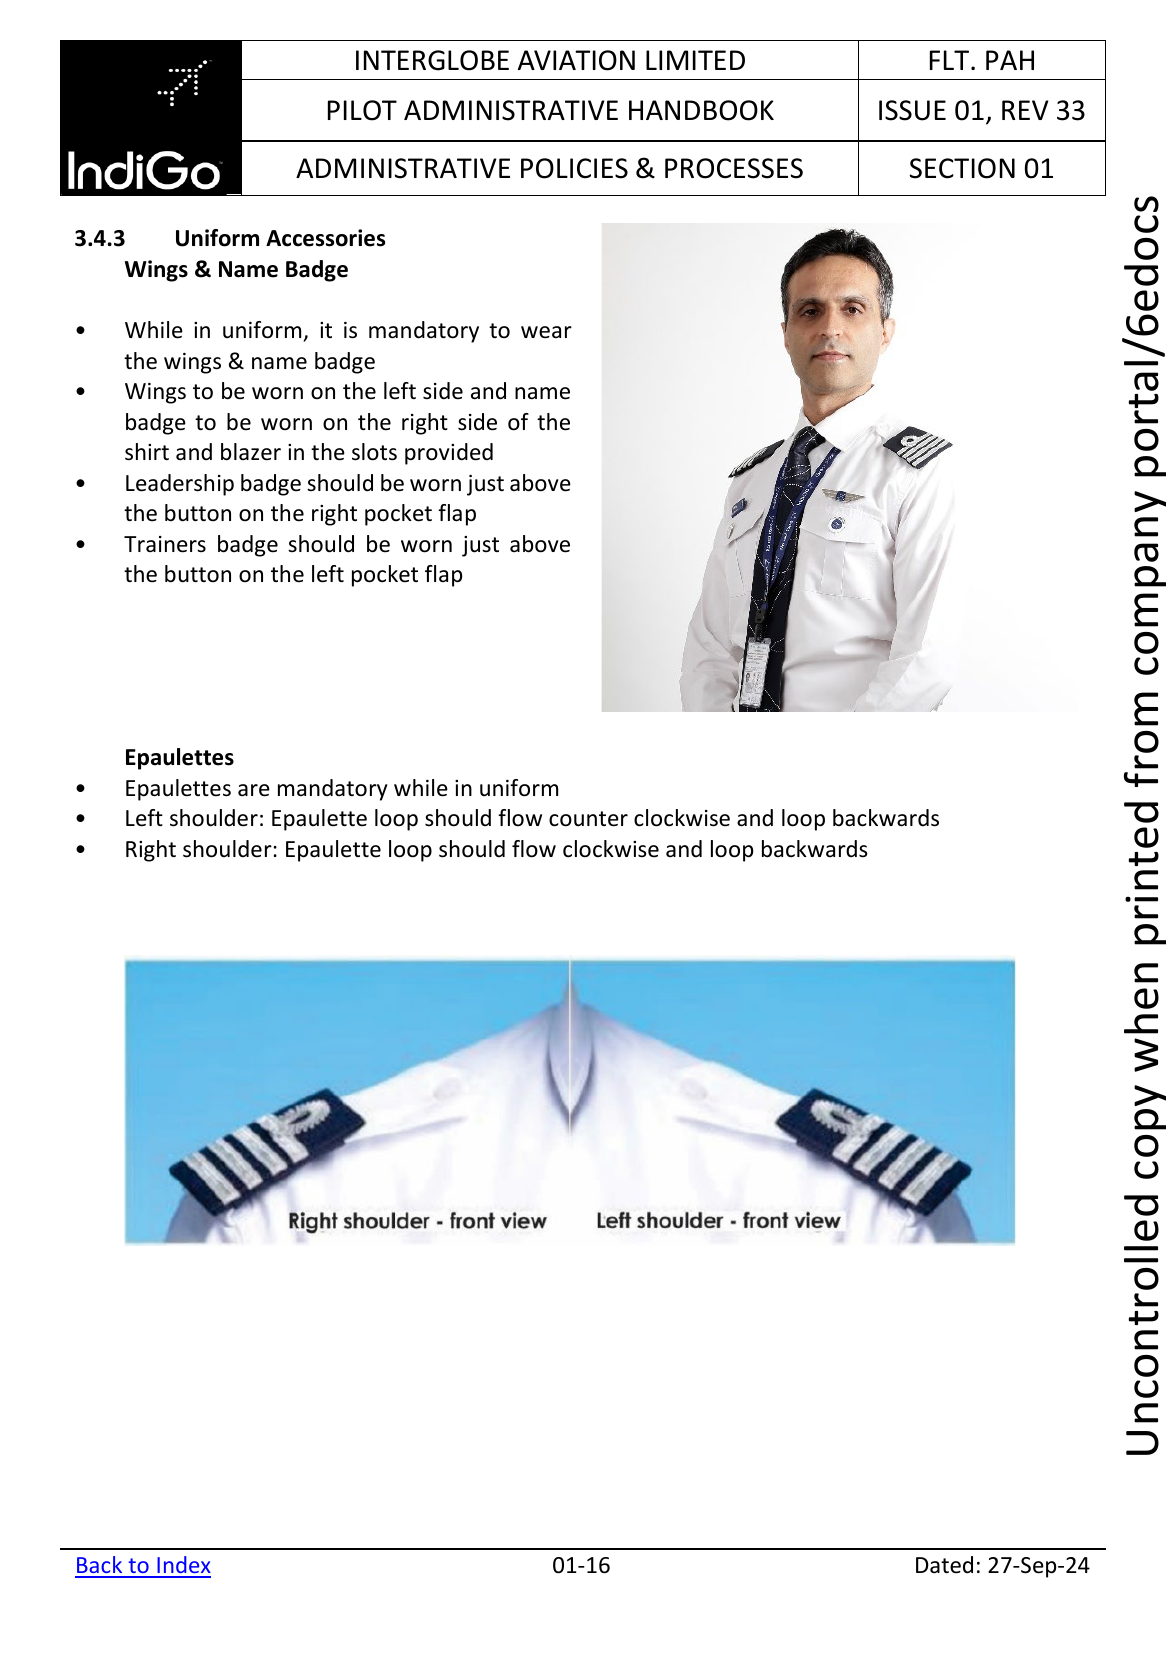 INTERGLOBE AVIATION LIMITED
FLT. PAH
PILOT ADMINISTRATIVE HANDBOOK
ISSUE 01, REV 33
IndiGo
ADMINISTRATIVE POLICIES & PROCESSES
SECTION 01
3.4.3 Uniform Accessories
Wings & Name Badge
• While in uniform, it is mandatory to wear
the wings & name badge
• Wings to be worn on the left side and name
badge to be worn on the right side of the
shirt and blazer in the slots provided
• Leadership badge should be worn just above
the button on the right pocket flap
• Trainers badge should be worn just above
the button on the left pocket flap
Epaulettes
• Epaulettes are mandatory while in uniform
• Left shoulder: Epaulette loop should flow counter clockwise and loop backwards
• Right shoulder: Epaulette loop should flow clockwise and loop backwards
Right shoulder - front view
Left shoulder - front view
Back to Index
01-16
Dated: 27-Sep-24
Uncontrolled copy when printed from company portal/6edocs